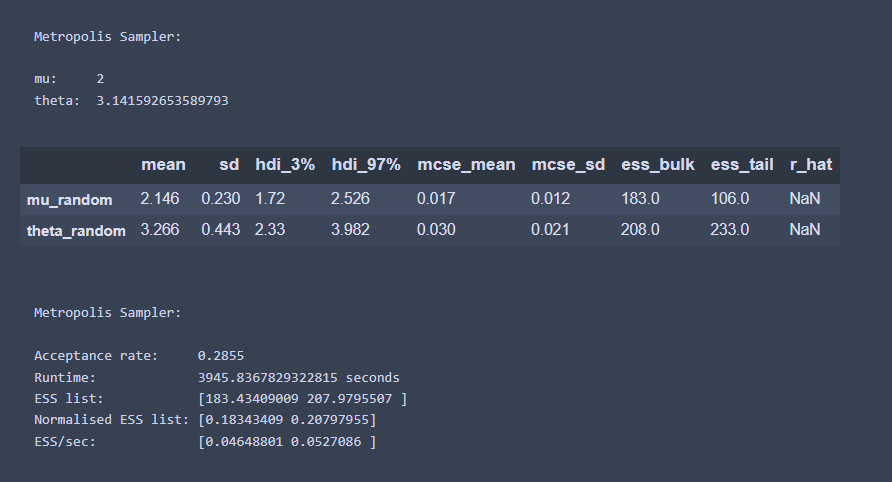 Metropolis Sampler:
mu: 2
theta: 3.141592653589793
mean sd hdi_3% hdi_97% mcse_mean mcse_sd ess_bulk ess_tail r_hat
mu_random 2.146 0.230 1.72 2.526 0.017 0.012 183.0 106.0 NaN
theta_random 3.266 0.443 2.33 3.982 0.030 0.021 208.0 233.0 NaN
Metropolis Sampler:
Acceptance rate: 0.2855
Runtime: 3945.8367829322815 seconds
ESS list: [183.43409009 207.9795507 ]
Normalised ESS list: [0.18343409 0.20797955]
ESS/sec: [0.04648801 0.0527086 ]